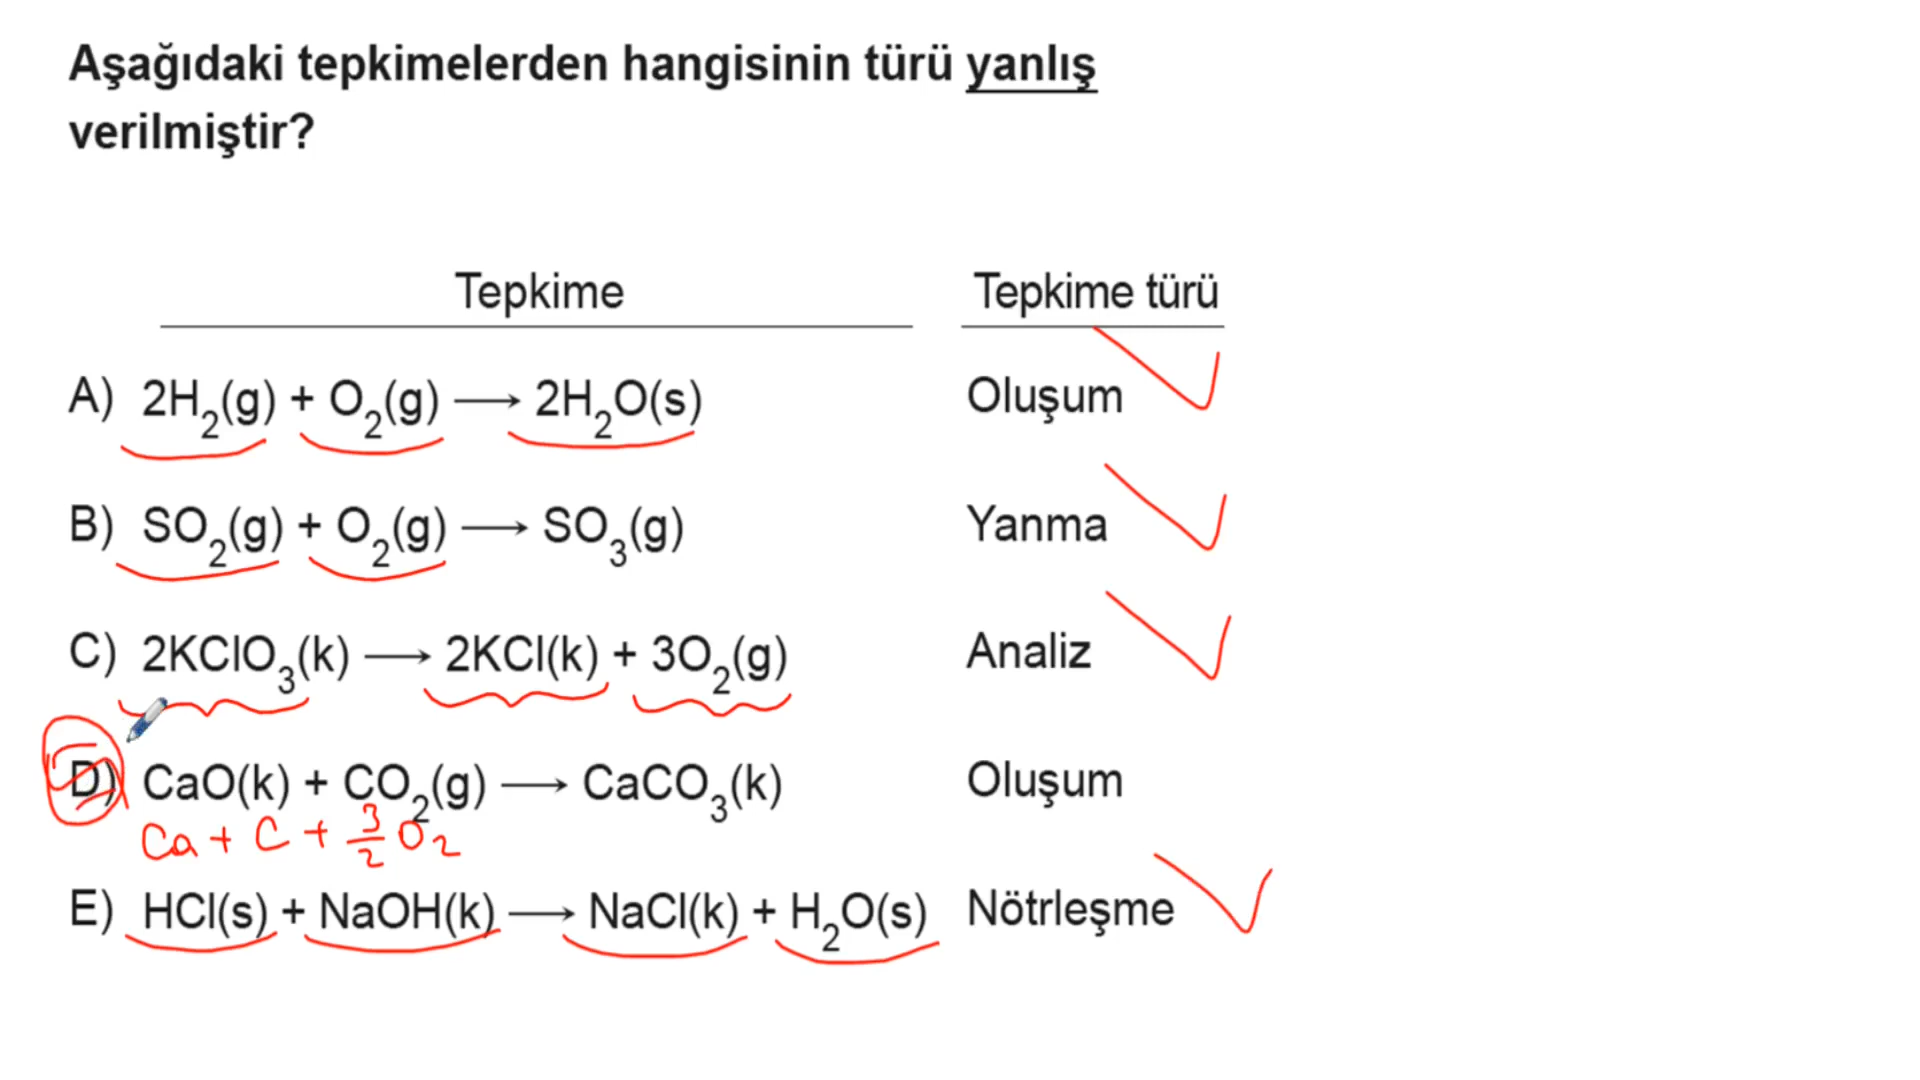 Aşağıdaki tepkimelerden hangisinin türü yanlış
verilmiştir?
Tepkime Tepkime türü
A) 2H₂(g) + O₂(g) ⟶ 2H₂O(s) Oluşum
B) SO₂(g) + O₂(g) ⟶ SO₃(g) Yanma
C) 2KClO₃(k) ⟶ 2KCl(k) + 3O₂(g) Analiz
D) CaO(k) + CO₂(g) ⟶ CaCO₃(k) Oluşum
Ca + C + 3/2 O₂
E) HCl(s) + NaOH(k) ⟶ NaCl(k) + H₂O(s) Nötrleşme